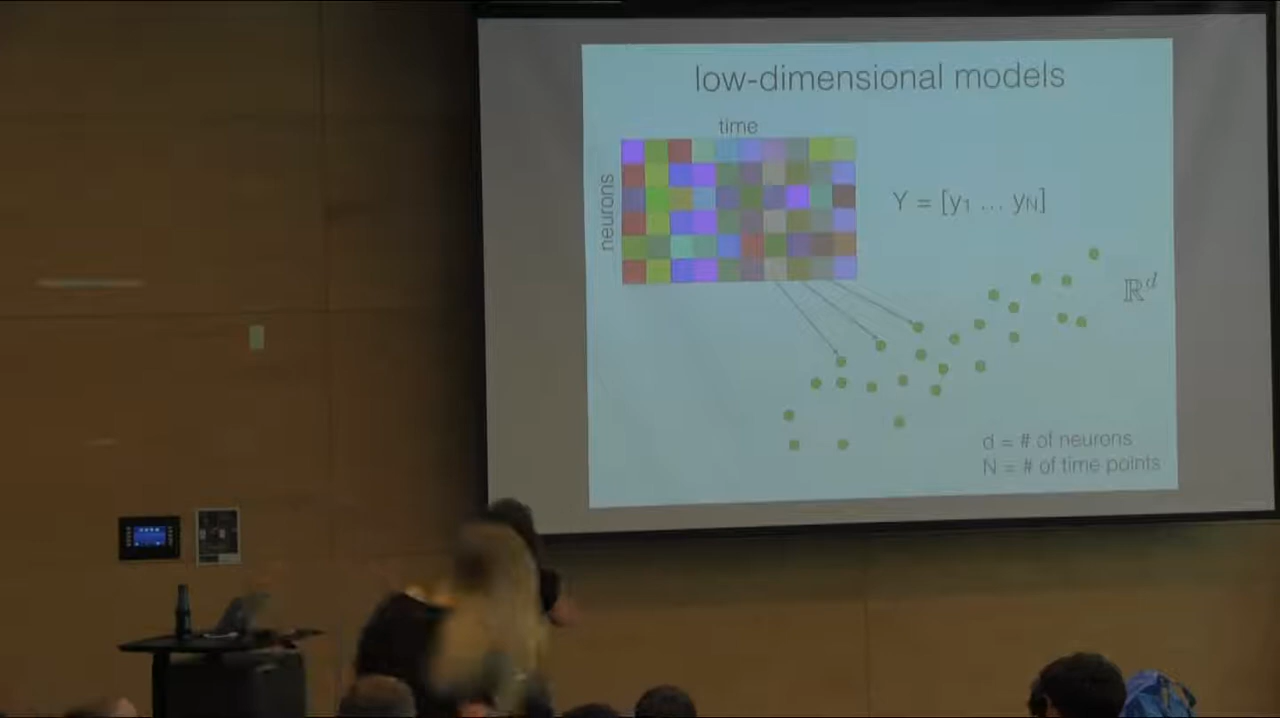 low-dimensional models
time
neurons
Y = [y₁ ... yN]
ℝᵈ
d = # of neurons
N = # of time points